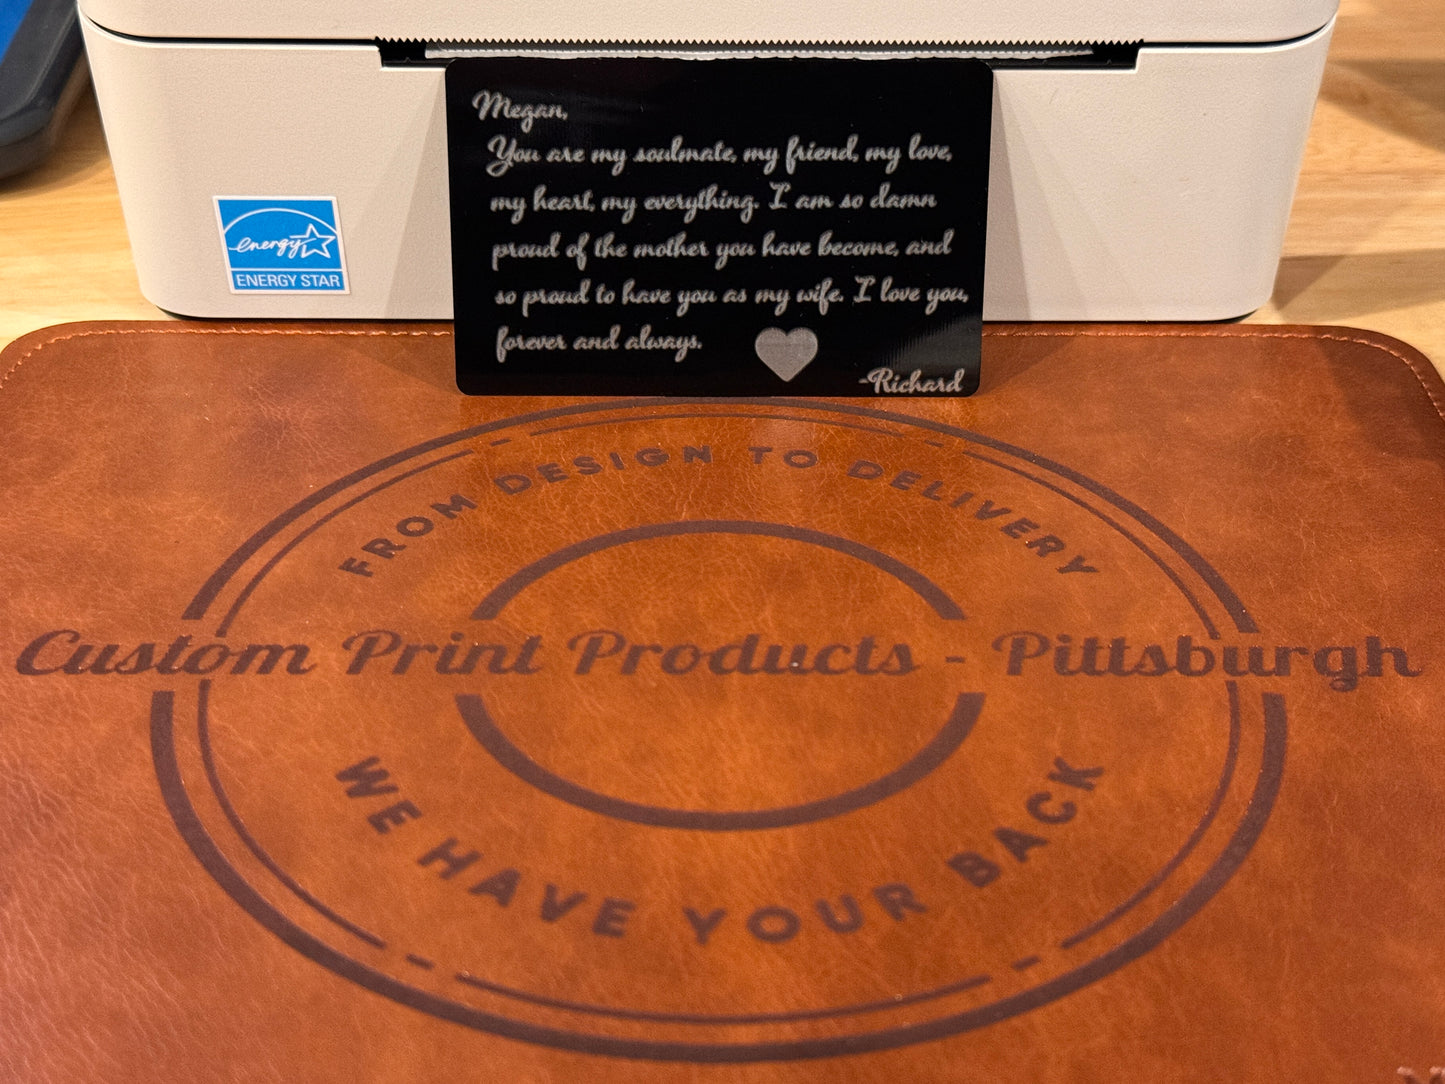 Megan,
You are my soulmate, my friend, my love,
my heart, my everything. I am so damn
proud of the mother you have become, and
so proud to have you as my wife. I love you,
forever and always.
-Richard
energy
ENERGY STAR
FROM DESIGN TO DELIVERY
Custom Print Products - Pittsburgh
WE HAVE YOUR BACK